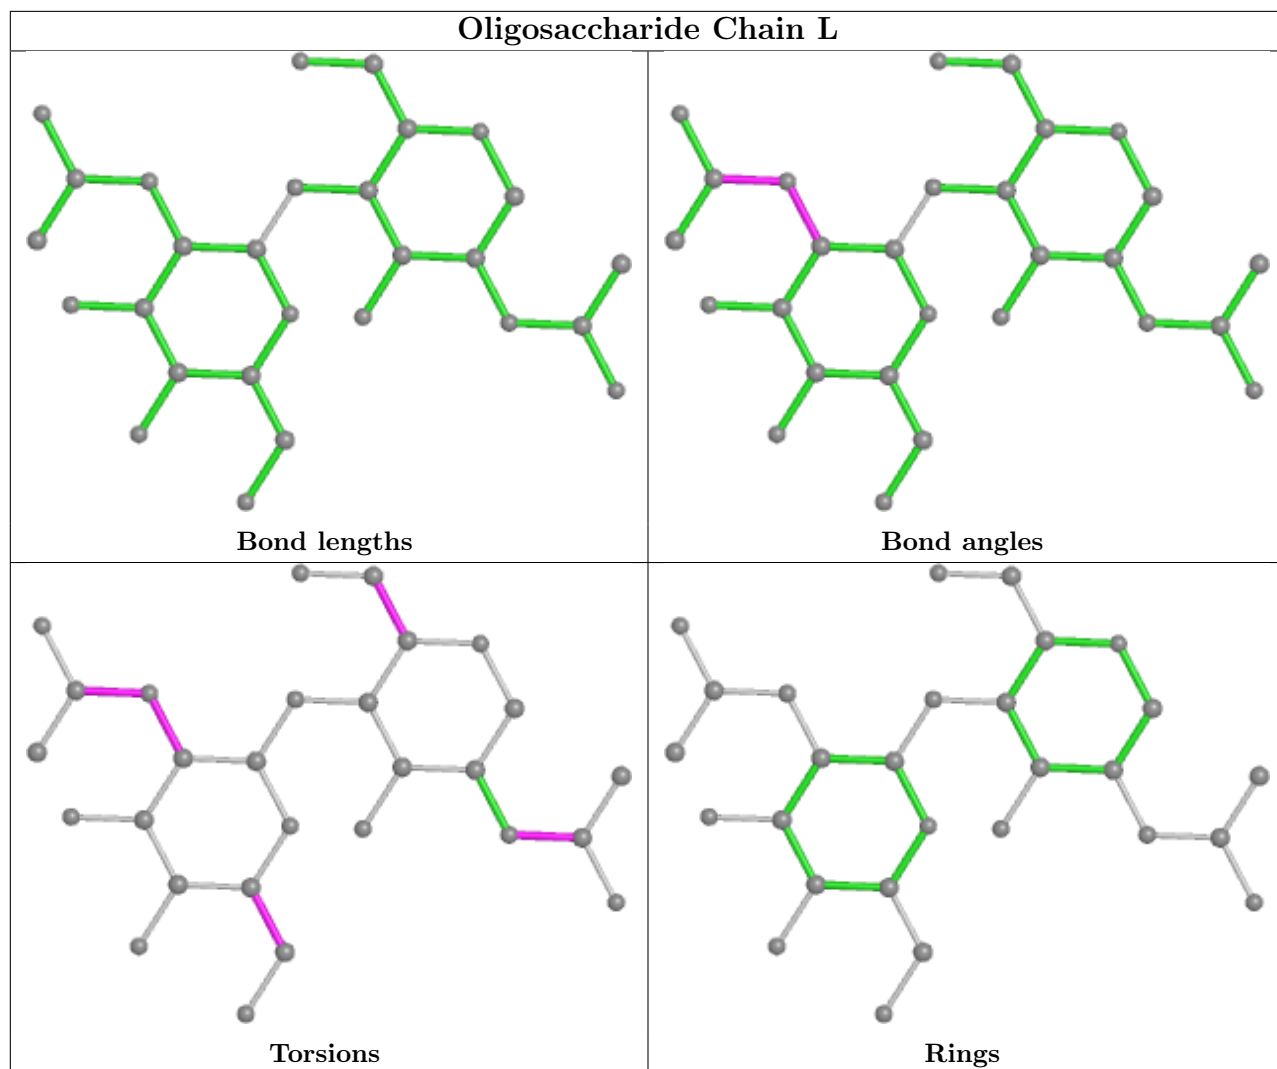 Oligosaccharide Chain L
Bond lengths
Bond angles
Torsions
Rings